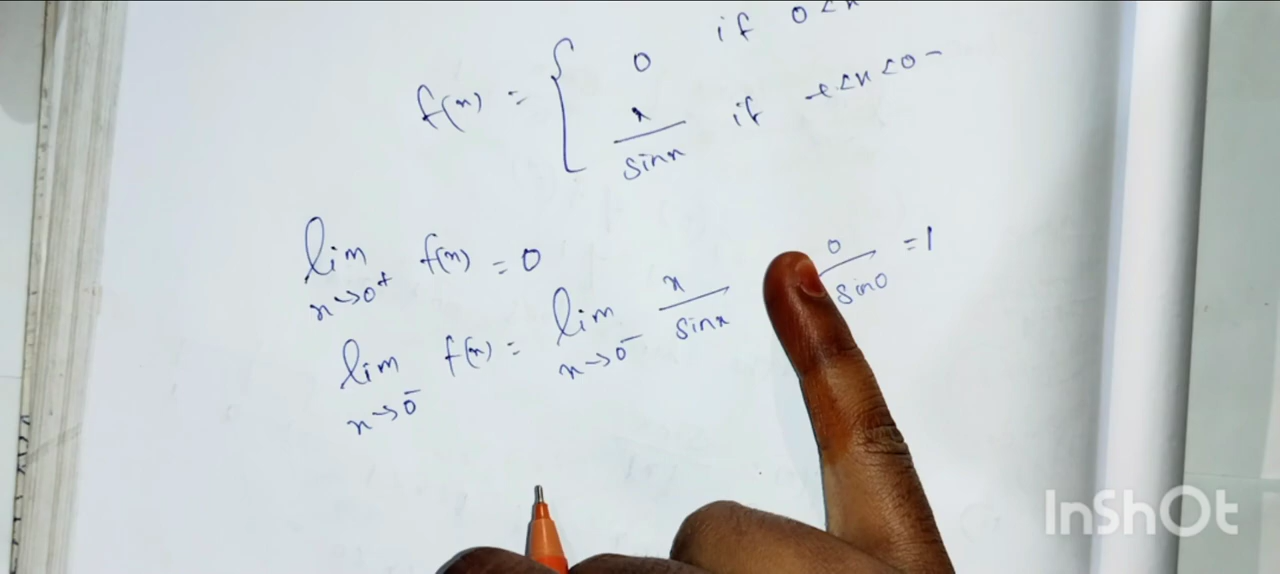 f(x) = { 0 if 0 < x
x/sinx if < x < 0
lim x→0⁺ f(x) = 0
lim x→0⁻ f(x) = lim x→0⁻ x/sinx 0/sin0 = 1
InShOt